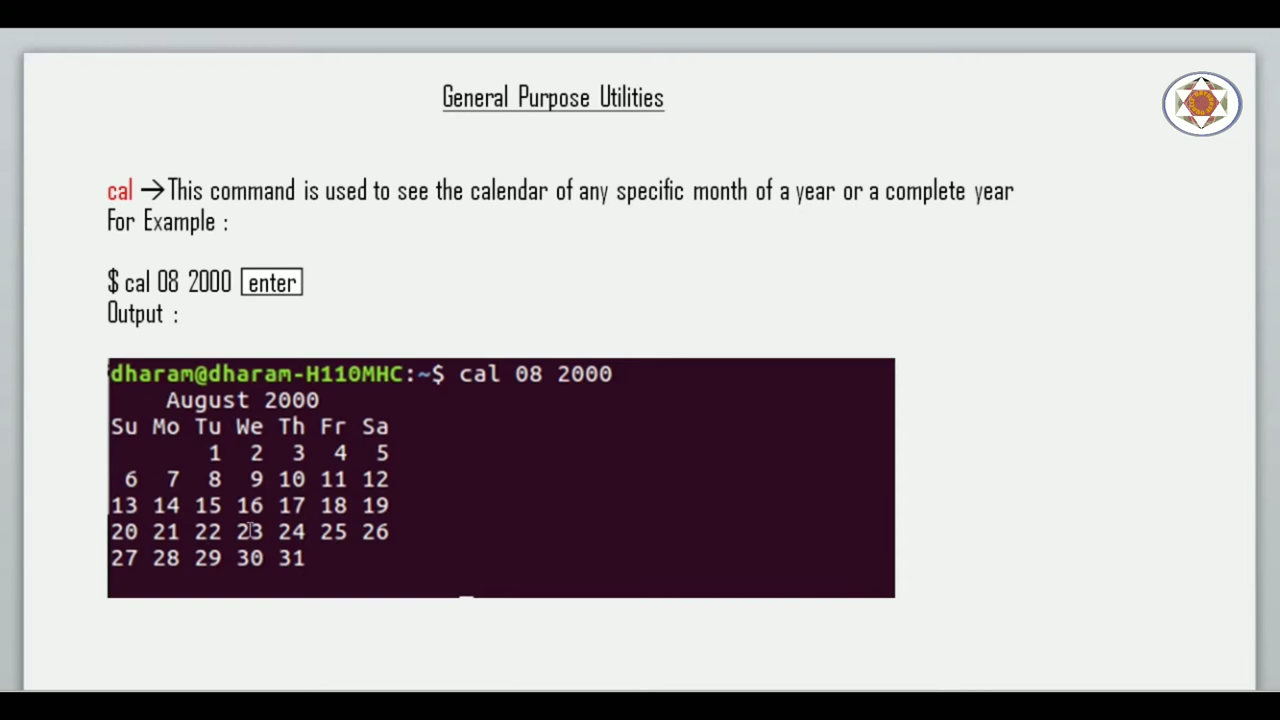 General Purpose Utilities
cal → This command is used to see the calendar of any specific month of a year or a complete year
For Example :
$ cal 08 2000 enter
Output :
dharam@dharam-H110MHC:~$ cal 08 2000
August 2000
Su Mo Tu We Th Fr Sa
1 2 3 4 5
6 7 8 9 10 11 12
13 14 15 16 17 18 19
20 21 22 23 24 25 26
27 28 29 30 31